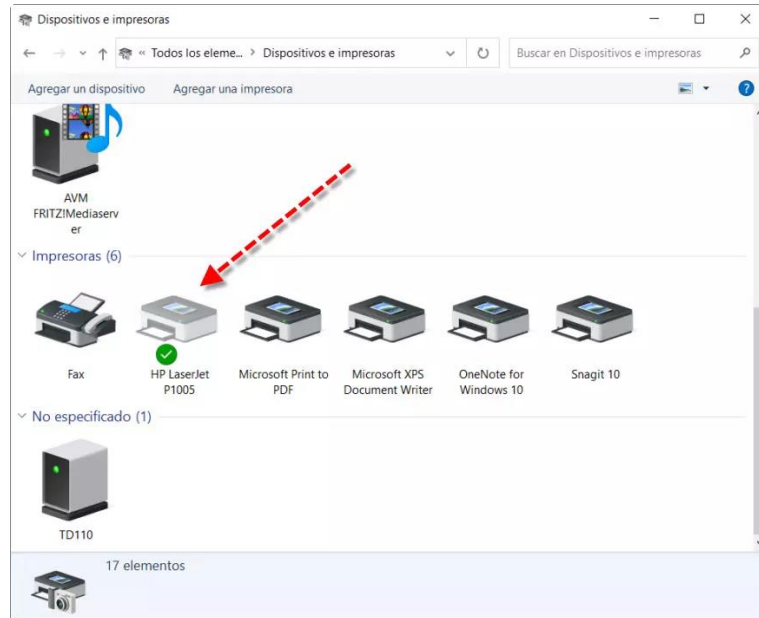 Dispositivos e impresoras
« Todos los eleme... > Dispositivos e impresoras
Buscar en Dispositivos e impresoras
Agregar un dispositivo
Agregar una impresora
AVM
FRITZ!Mediaserv
er
Impresoras (6)
Fax
HP LaserJet
P1005
Microsoft Print to
PDF
Microsoft XPS
Document Writer
OneNote for
Windows 10
Snagit 10
No especificado (1)
TD110
17 elementos